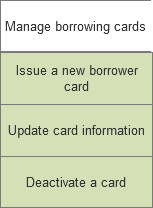 Manage borrowing cards
Issue a new borrower
card
Update card information
Deactivate a card